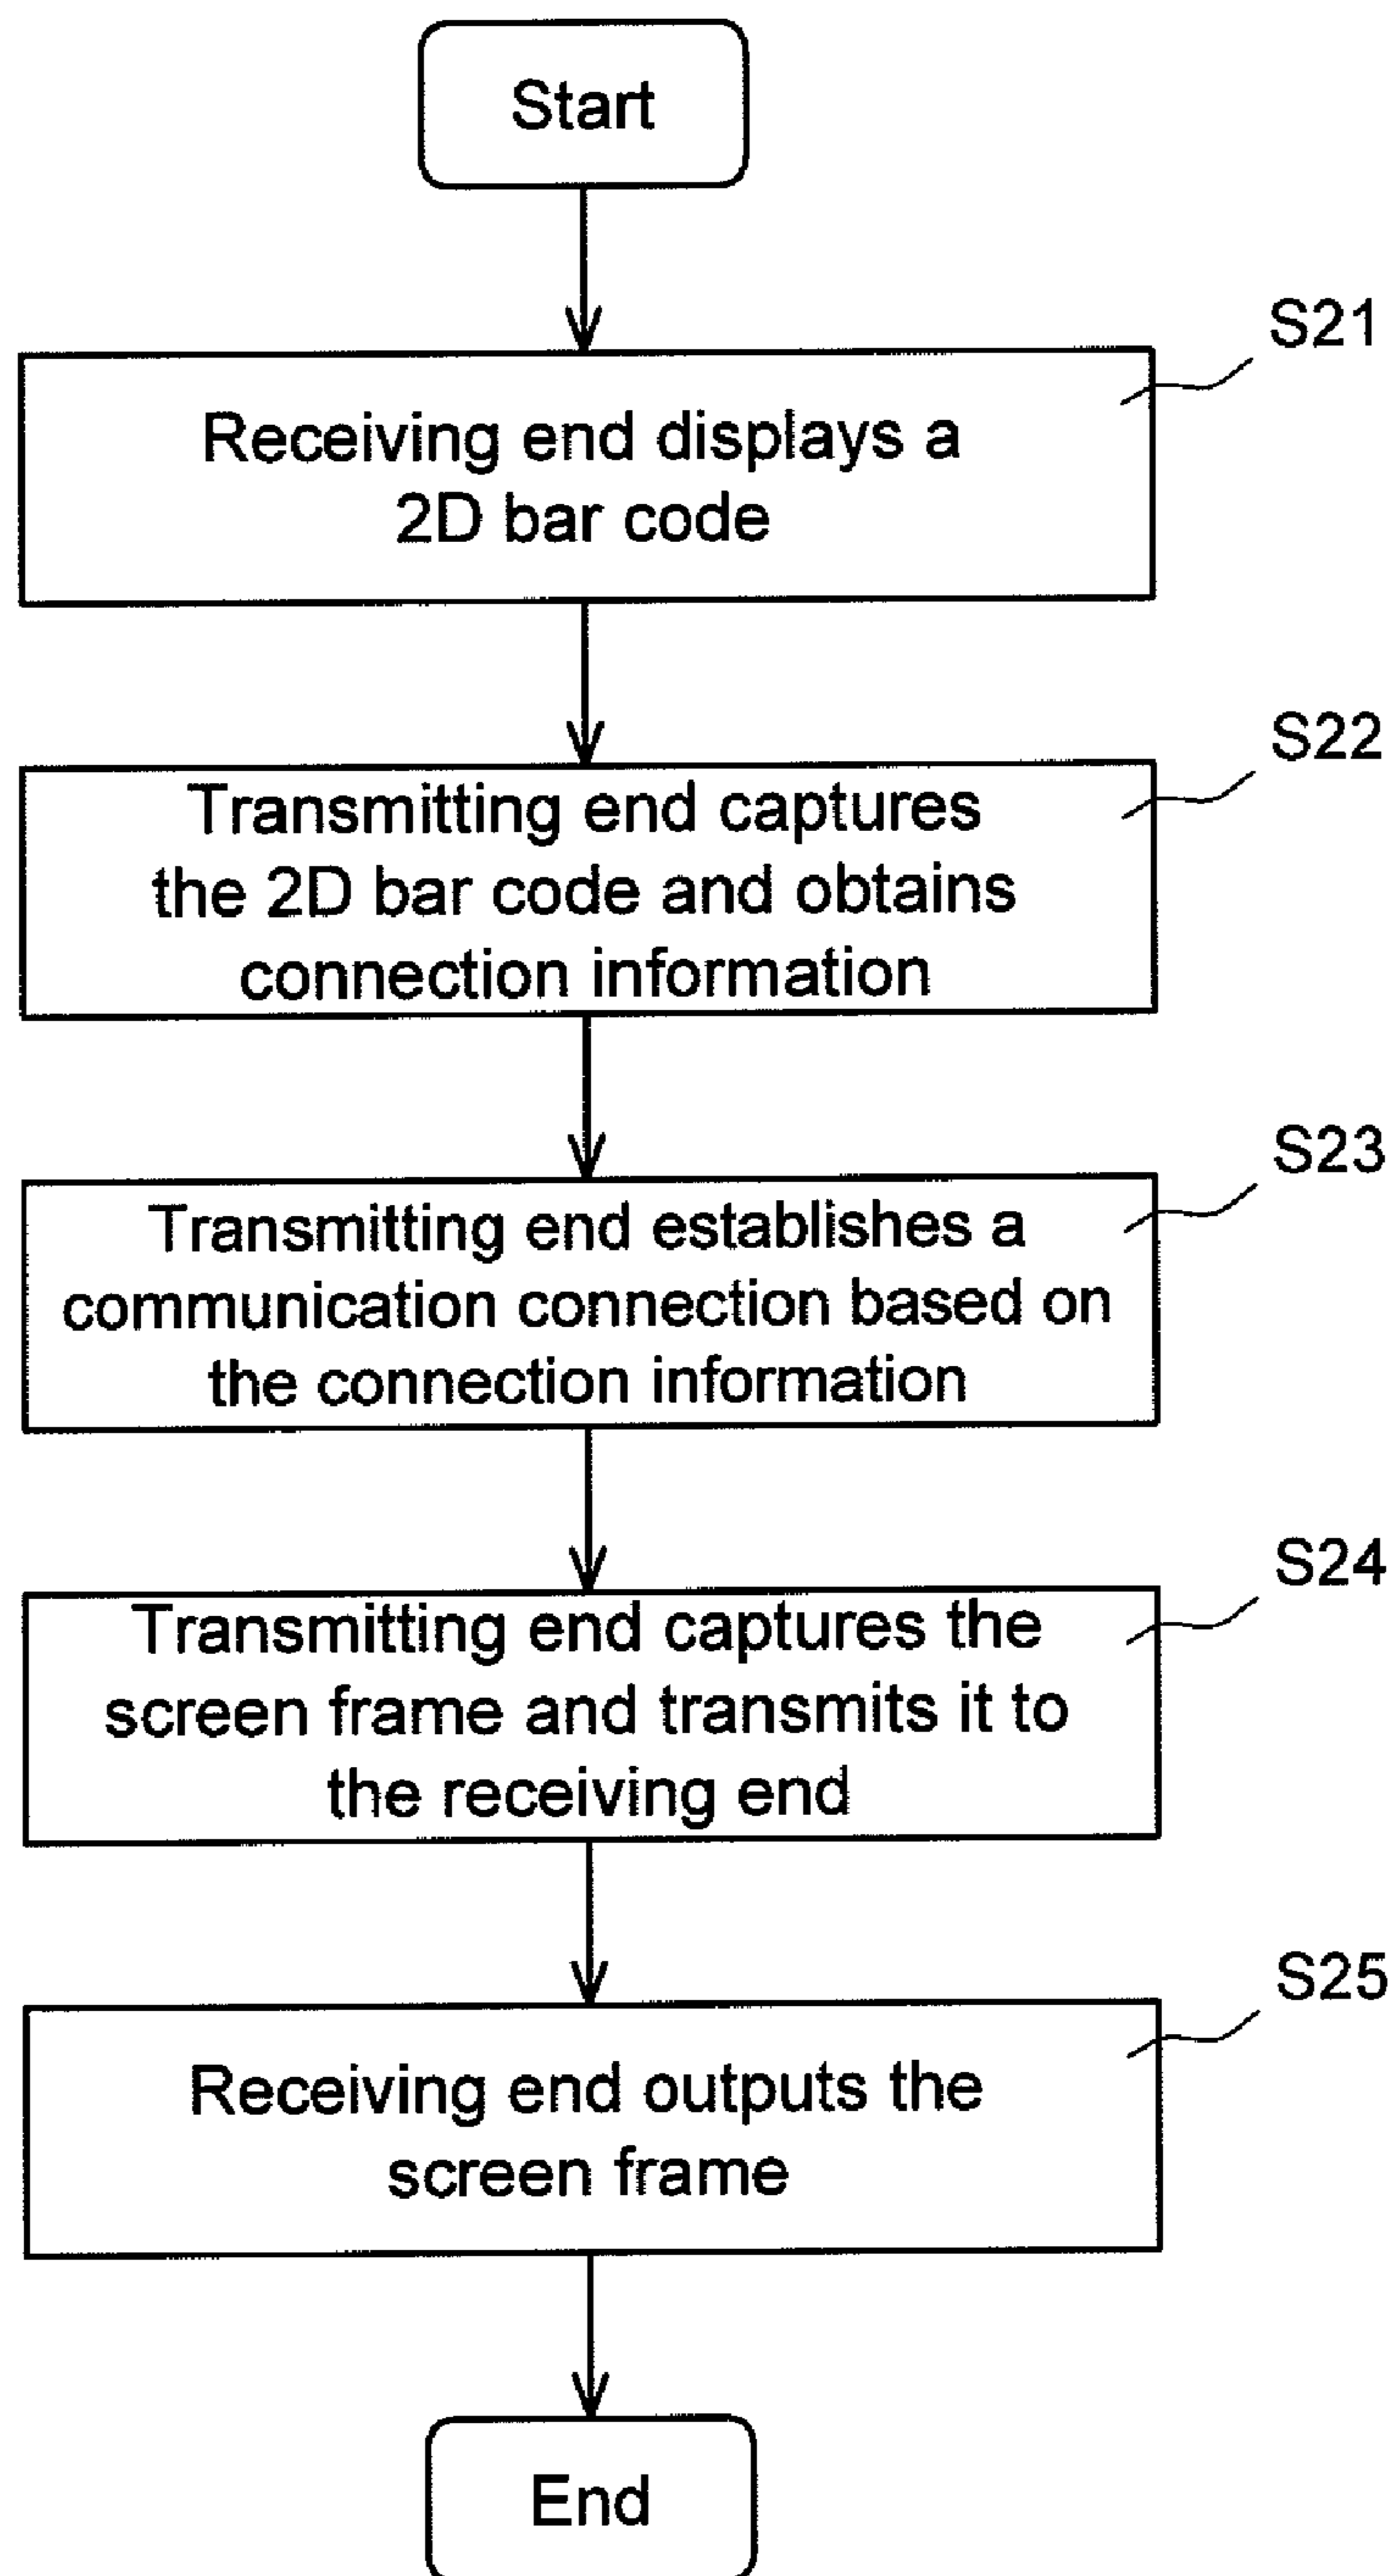 Start
S21
Receiving end displays a
2D bar code
S22
Transmitting end captures
the 2D bar code and obtains
connection information
S23
Transmitting end establishes a
communication connection based on
the connection information
S24
Transmitting end captures the
screen frame and transmits it to
the receiving end
S25
Receiving end outputs the
screen frame
End